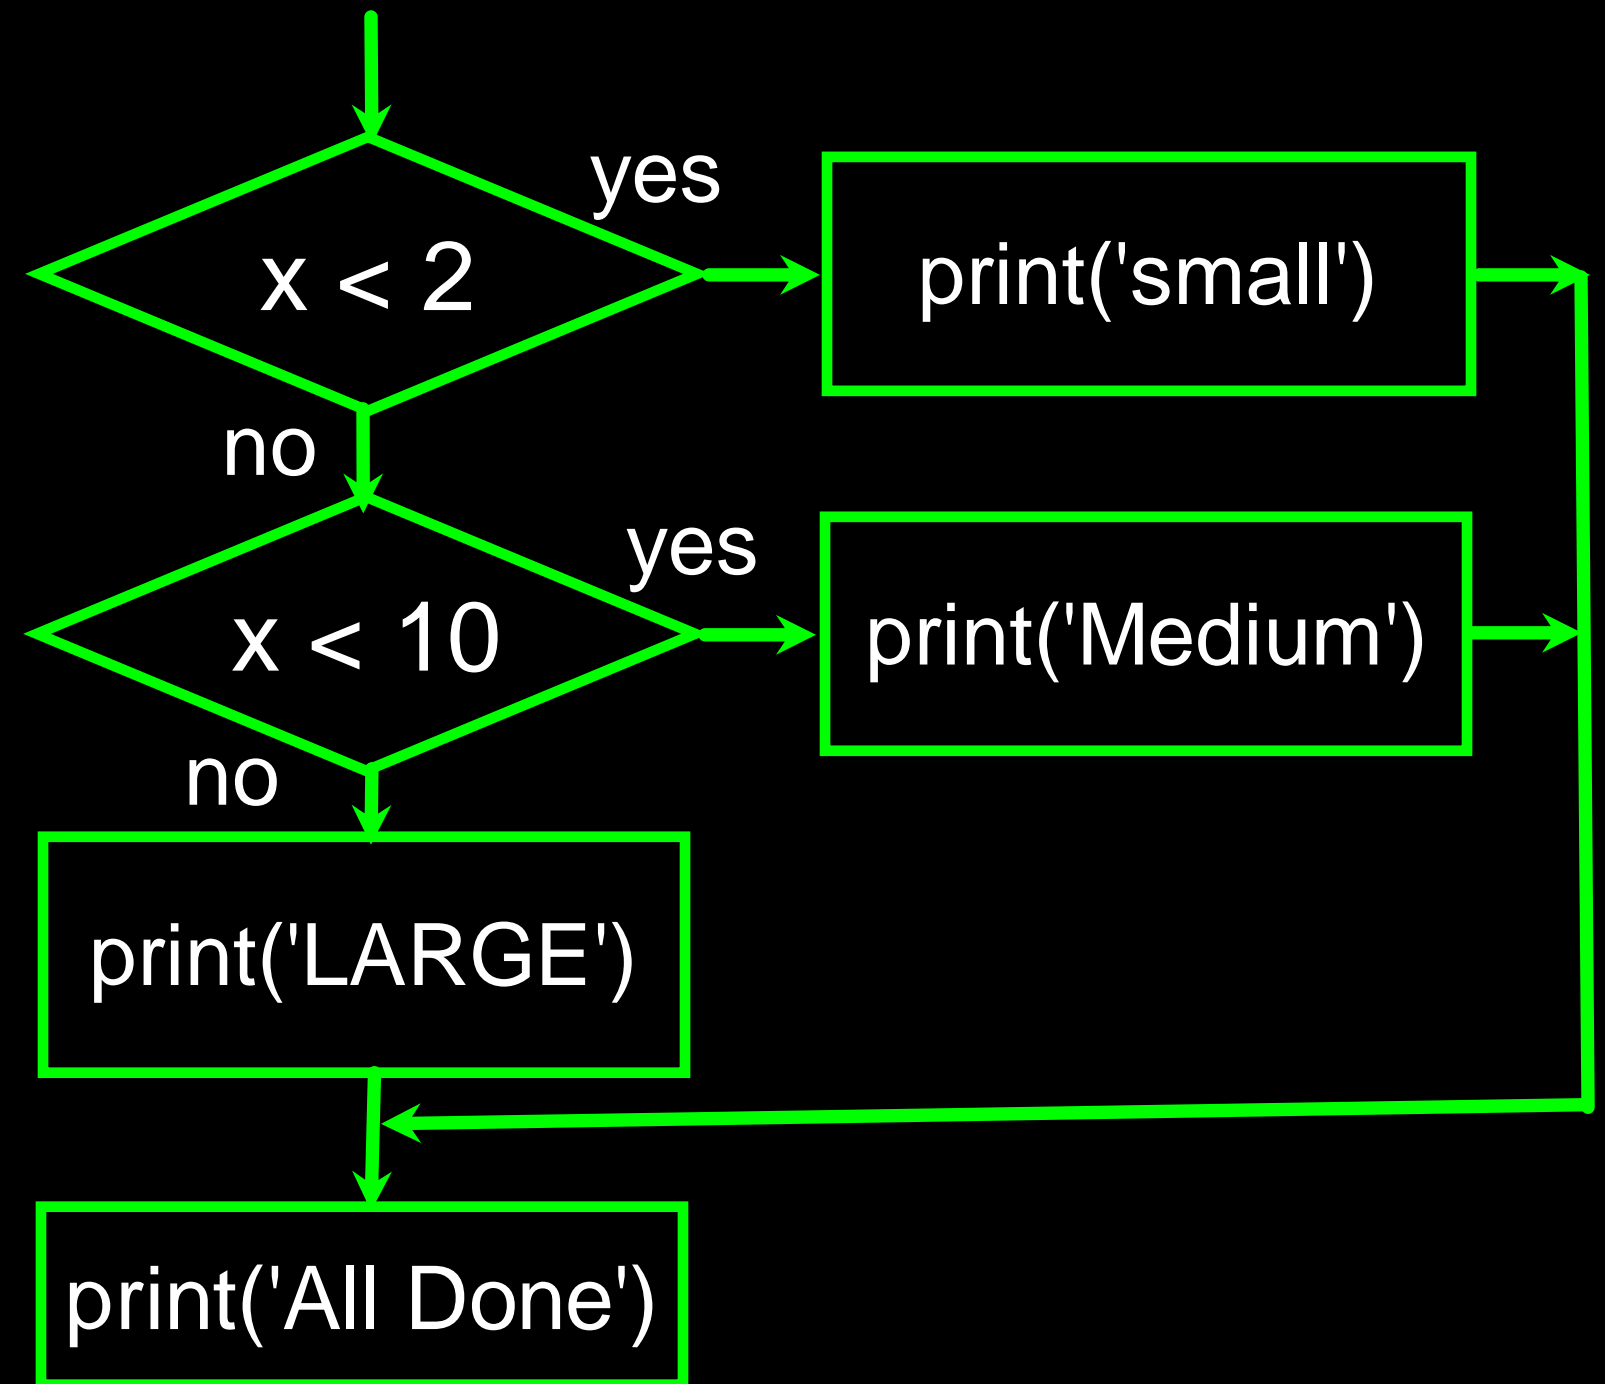 yes
x < 2
print('small')
no
yes
x < 10
print('Medium')
no
print('LARGE')
print('All Done')